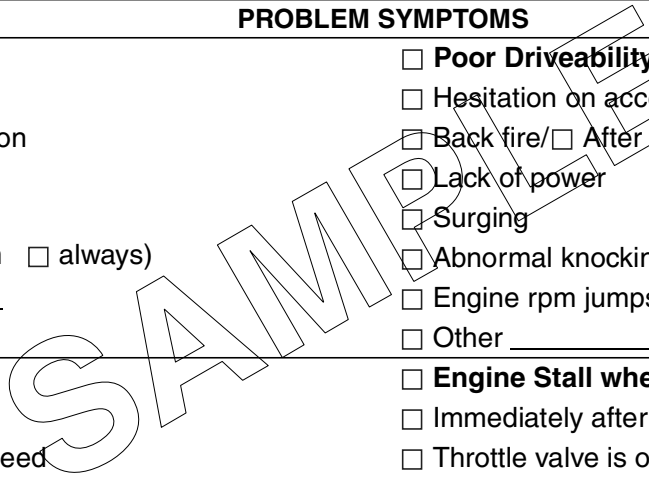 PROBLEM SYMPTOMS
☐ Poor Driveability
☐ Hesitation on acc
on
☐ Back fire/☐ After
☐ Lack of power
☐ Surging
☐ always)
☐ Abnormal knockin
☐ Engine rpm jumps
☐ Other
☐ Engine Stall whe
☐ Immediately after
eed
☐ Throttle valve is o
SAMPLE